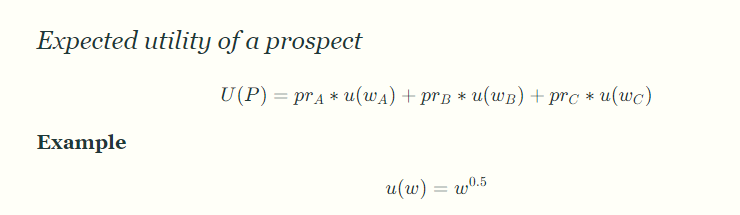 Expected utility of a prospect
U(P) = pr_A * u(w_A) + pr_B * u(w_B) + pr_C * u(w_C)
Example
u(w) = w^0.5